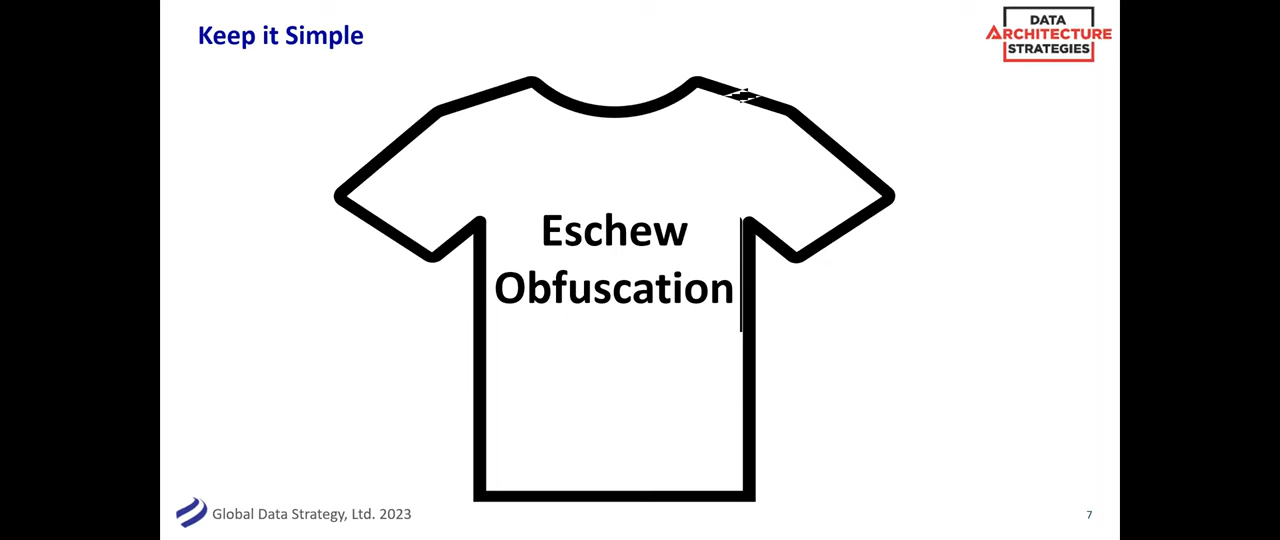 Keep it Simple
DATA
ARCHITECTURE
STRATEGIES
Eschew
Obfuscation
Global Data Strategy, Ltd. 2023
7